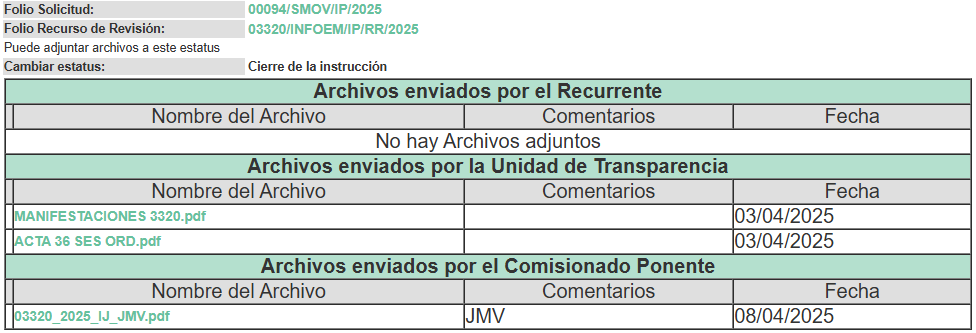 Folio Solicitud: 00094/SMOV/IP/2025
Folio Recurso de Revisión: 03320/INFOEM/IP/RR/2025
Puede adjuntar archivos a este estatus
Cambiar estatus: Cierre de la instrucción
Archivos enviados por el Recurrente
Nombre del Archivo Comentarios Fecha
No hay Archivos adjuntos
Archivos enviados por la Unidad de Transparencia
Nombre del Archivo Comentarios Fecha
MANIFESTACIONES 3320.pdf 03/04/2025
ACTA 36 SES ORD.pdf 03/04/2025
Archivos enviados por el Comisionado Ponente
Nombre del Archivo Comentarios Fecha
03320_2025_IJ_JMV.pdf JMV 08/04/2025